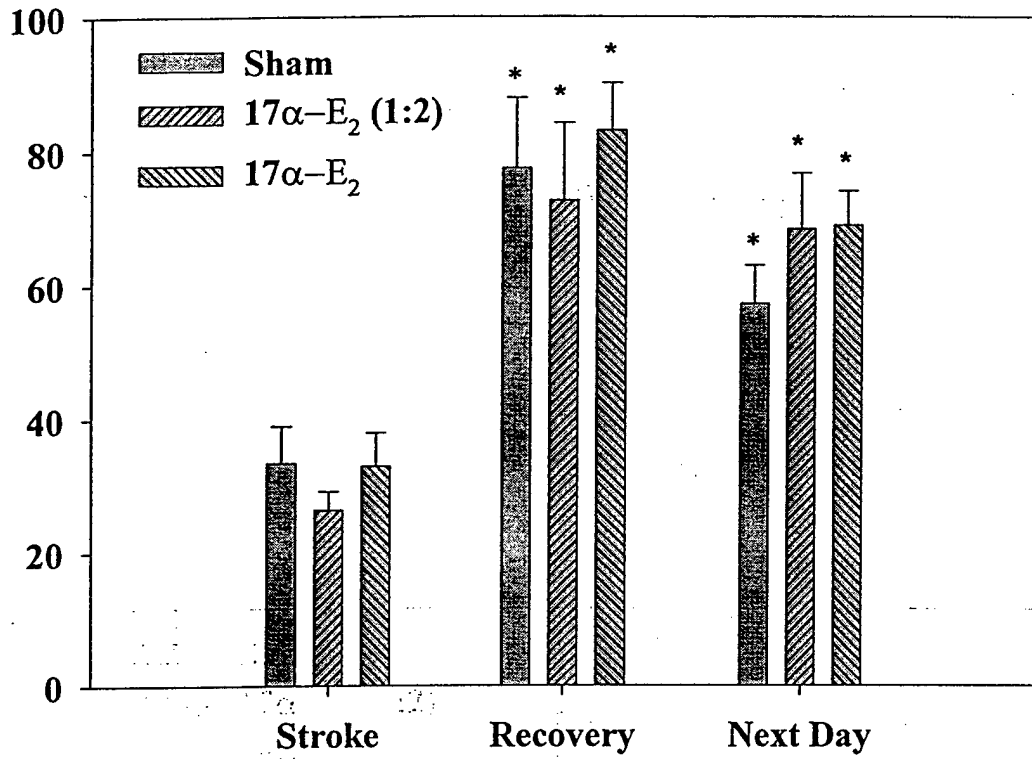 100
80
60
40
20
0
Sham
17α–E₂ (1:2)
17α–E₂
* * *
* * *
Stroke Recovery Next Day